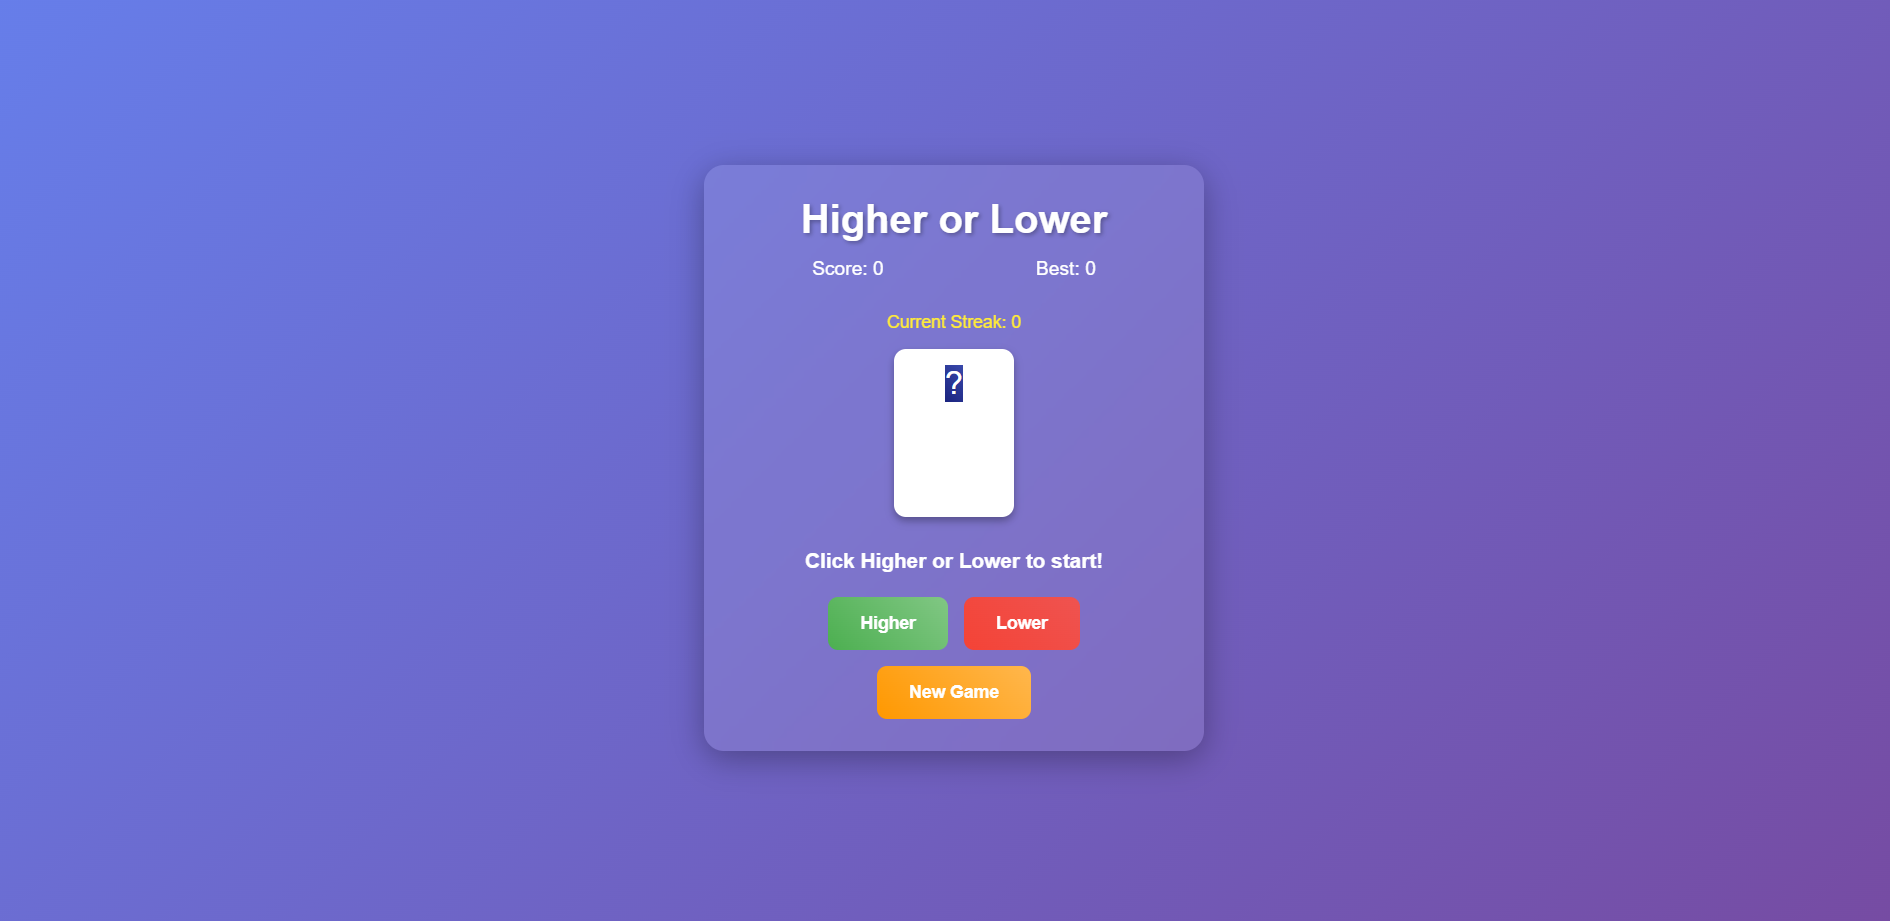 Higher or Lower
Score: 0 Best: 0
Current Streak: 0
?
Click Higher or Lower to start!
Higher Lower
New Game